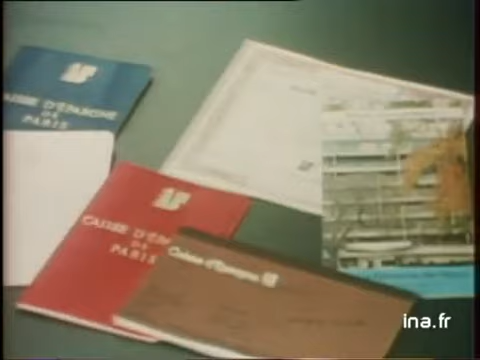 CAISSE D'EPARGNE
DE
PARIS
CAISSE D'EP
DE
PARIS
Caisse d'Epargne
ina.fr